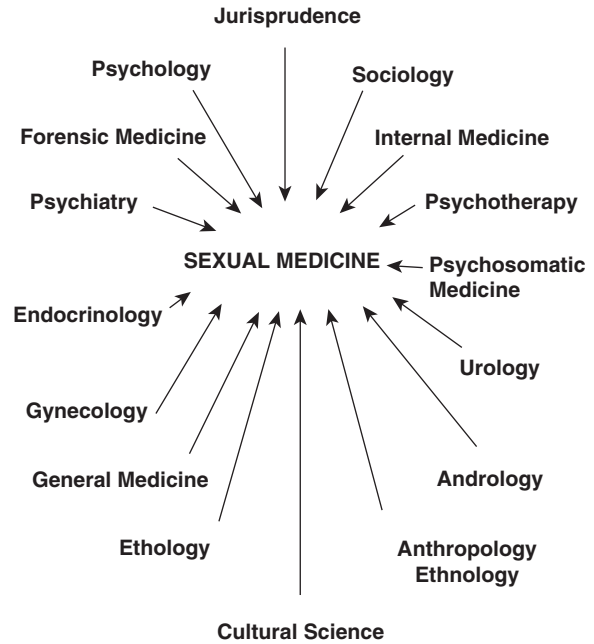 Jurisprudence
Psychology
Sociology
Forensic Medicine
Internal Medicine
Psychiatry
Psychotherapy
SEXUAL MEDICINE
Psychosomatic
Medicine
Endocrinology
Urology
Gynecology
General Medicine
Andrology
Ethology
Anthropology
Ethnology
Cultural Science